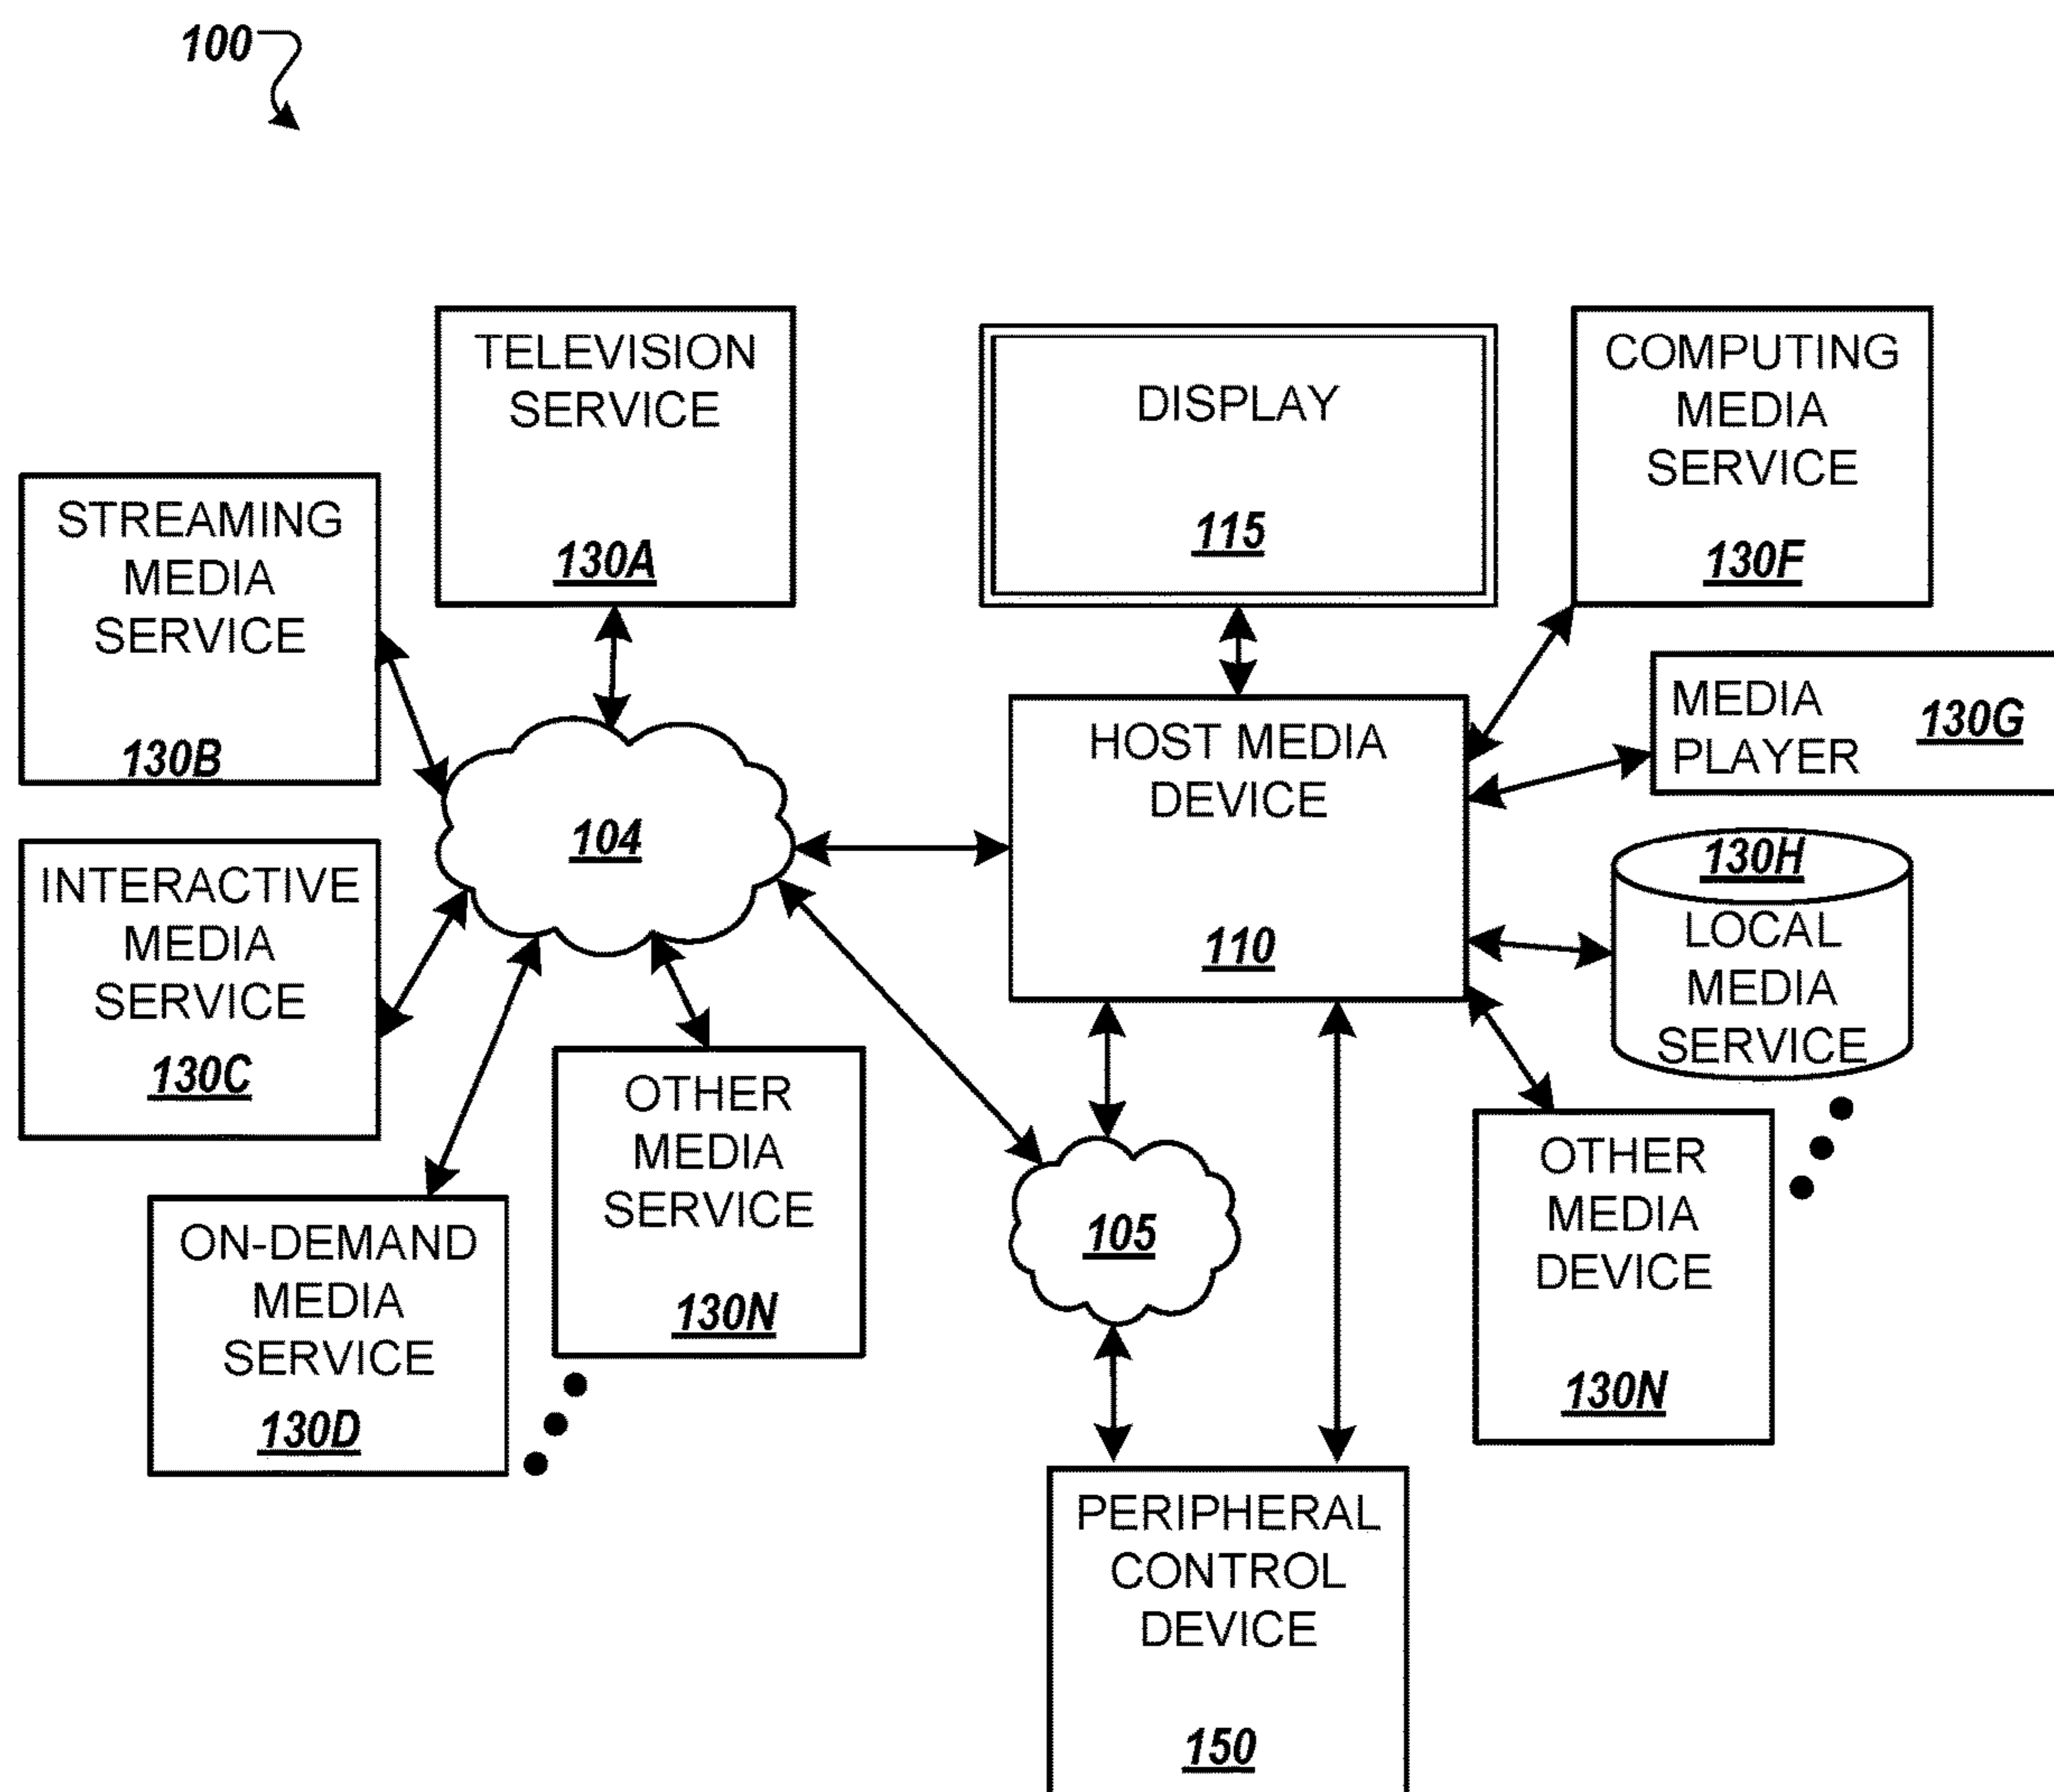 100
TELEVISION
SERVICE
130A
DISPLAY
115
COMPUTING
MEDIA
SERVICE
130F
STREAMING
MEDIA
SERVICE
130B
MEDIA
PLAYER
130G
HOST MEDIA
DEVICE
110
104
INTERACTIVE
MEDIA
SERVICE
130C
130H
LOCAL
MEDIA
SERVICE
OTHER
MEDIA
SERVICE
130N
105
OTHER
MEDIA
DEVICE
130N
ON-DEMAND
MEDIA
SERVICE
130D
PERIPHERAL
CONTROL
DEVICE
150